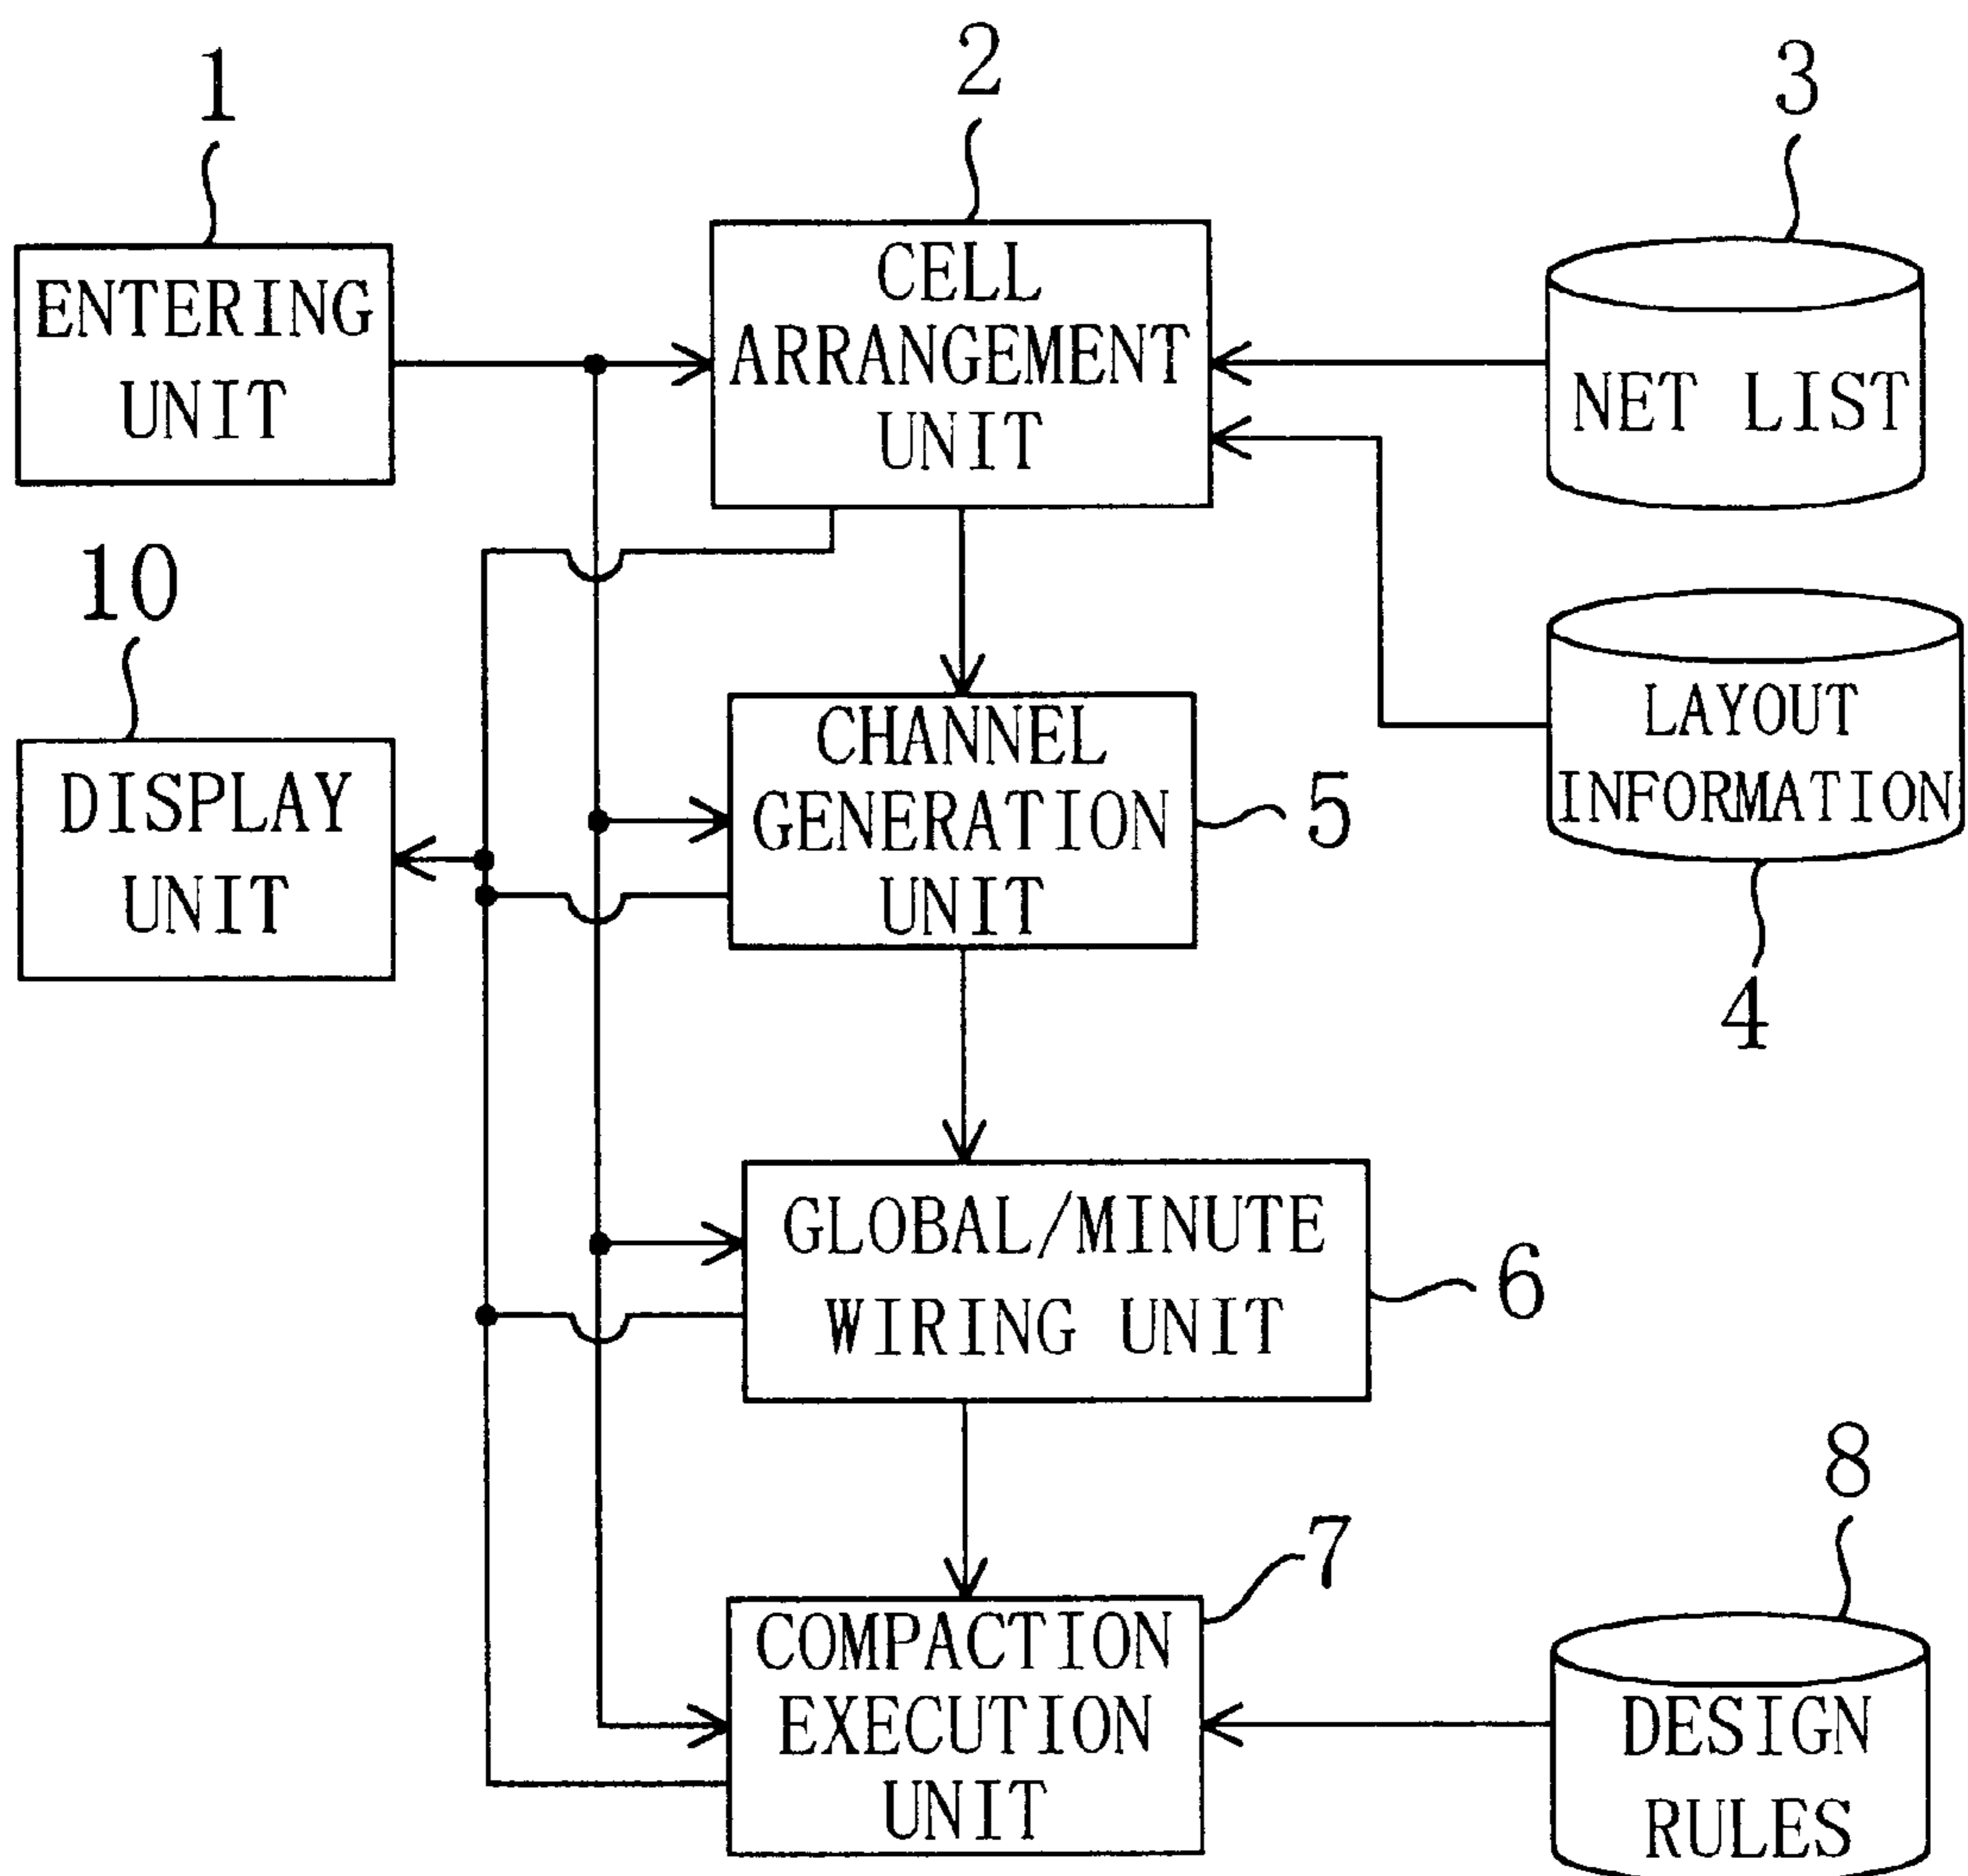 1
2
3
ENTERING
UNIT
CELL
ARRANGEMENT
UNIT
NET LIST
10
DISPLAY
UNIT
CHANNEL
GENERATION
UNIT
5
LAYOUT
INFORMATION
4
GLOBAL/MINUTE
WIRING UNIT
6
7
8
COMPACTION
EXECUTION
UNIT
DESIGN
RULES